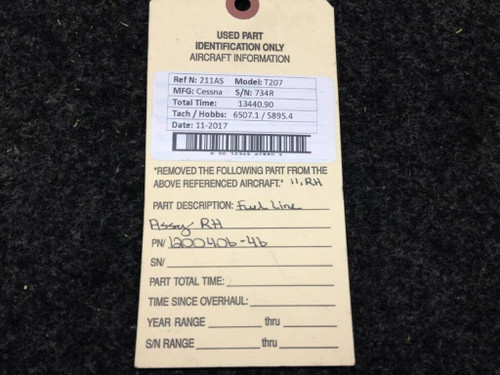 USED PART
IDENTIFICATION ONLY
AIRCRAFT INFORMATION
Ref N: 211AS Model: T207
MFG: Cessna S/N: 734R
Total Time: 13440.90
Tach / Hobbs: 6507.1 / 5895.4
Date: 11-2017
"REMOVED THE FOLLOWING PART FROM THE
ABOVE REFERENCED AIRCRAFT." 11, RH
PART DESCRIPTION: Fuel Line
Assy RH
PN/ 1200406-46
SN/
PART TOTAL TIME:
TIME SINCE OVERHAUL:
YEAR RANGE thru
S/N RANGE thru